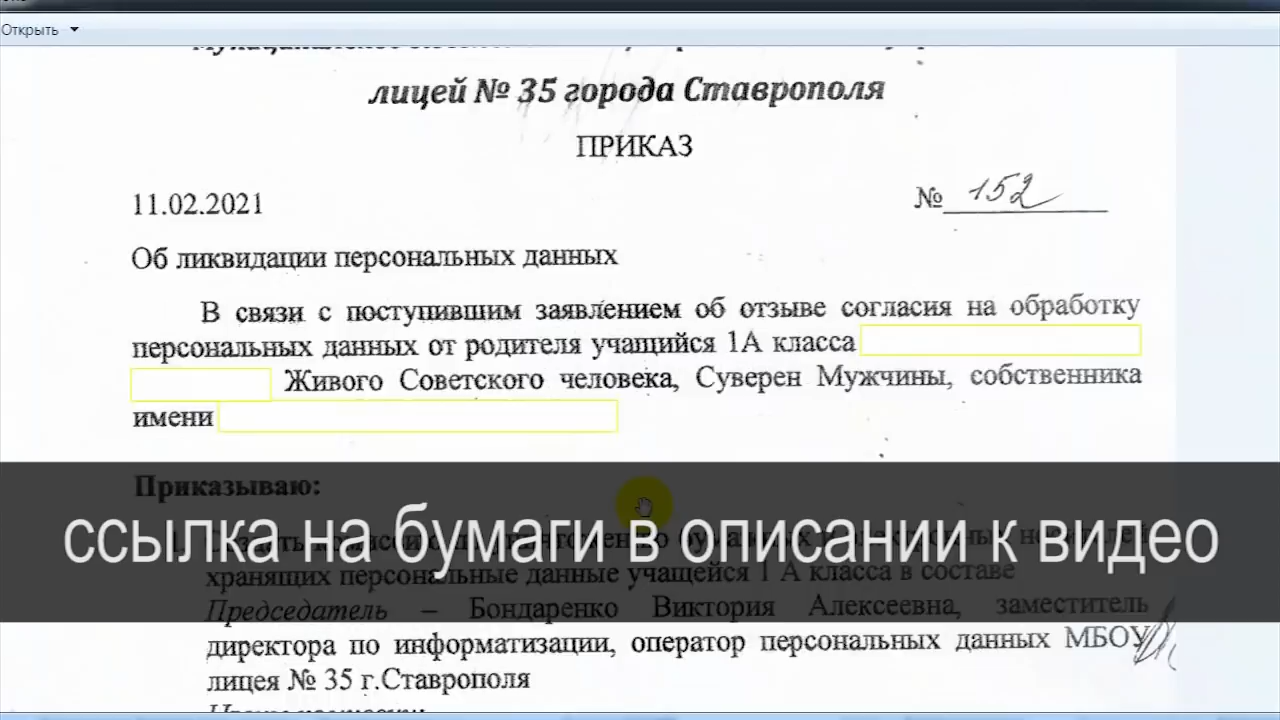 Открыть
лицей № 35 города Ставрополя
ПРИКАЗ
11.02.2021
№ 152
Об ликвидации персональных данных
В связи с поступившим заявлением об отзыве согласия на обработку
персональных данных от родителя учащийся 1А класса
Живого Советского человека, Суверен Мужчины, собственника
имени
Приказываю:
ссылка на бумаги в описании к видео
хранящих персональные данные учащейся 1 А класса в составе
Председатель – Бондаренко Виктория Алексеевна, заместитель
директора по информатизации, оператор персональных данных МБОУ
лицея № 35 г.Ставрополя